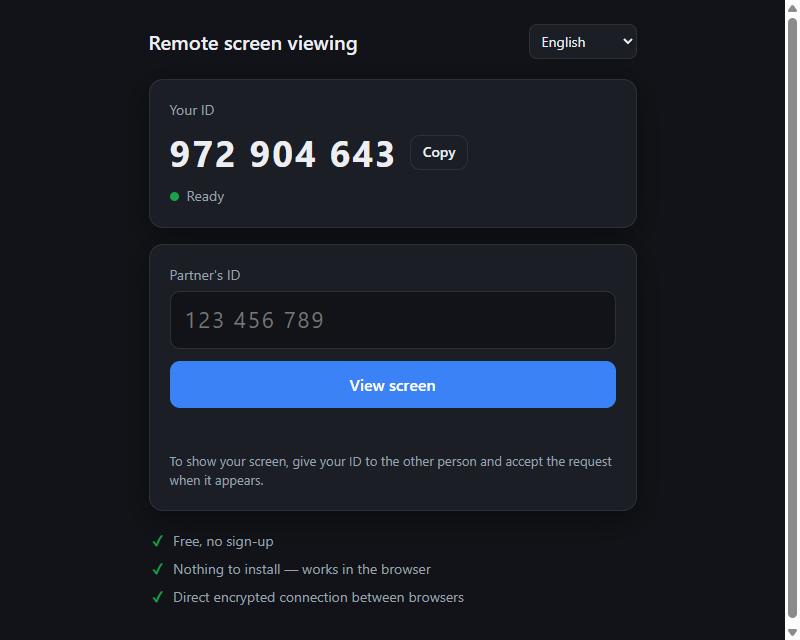 Remote screen viewing
English
Your ID
972 904 643
Copy
Ready
Partner's ID
123 456 789
View screen
To show your screen, give your ID to the other person and accept the request
when it appears.
Free, no sign-up
Nothing to install — works in the browser
Direct encrypted connection between browsers